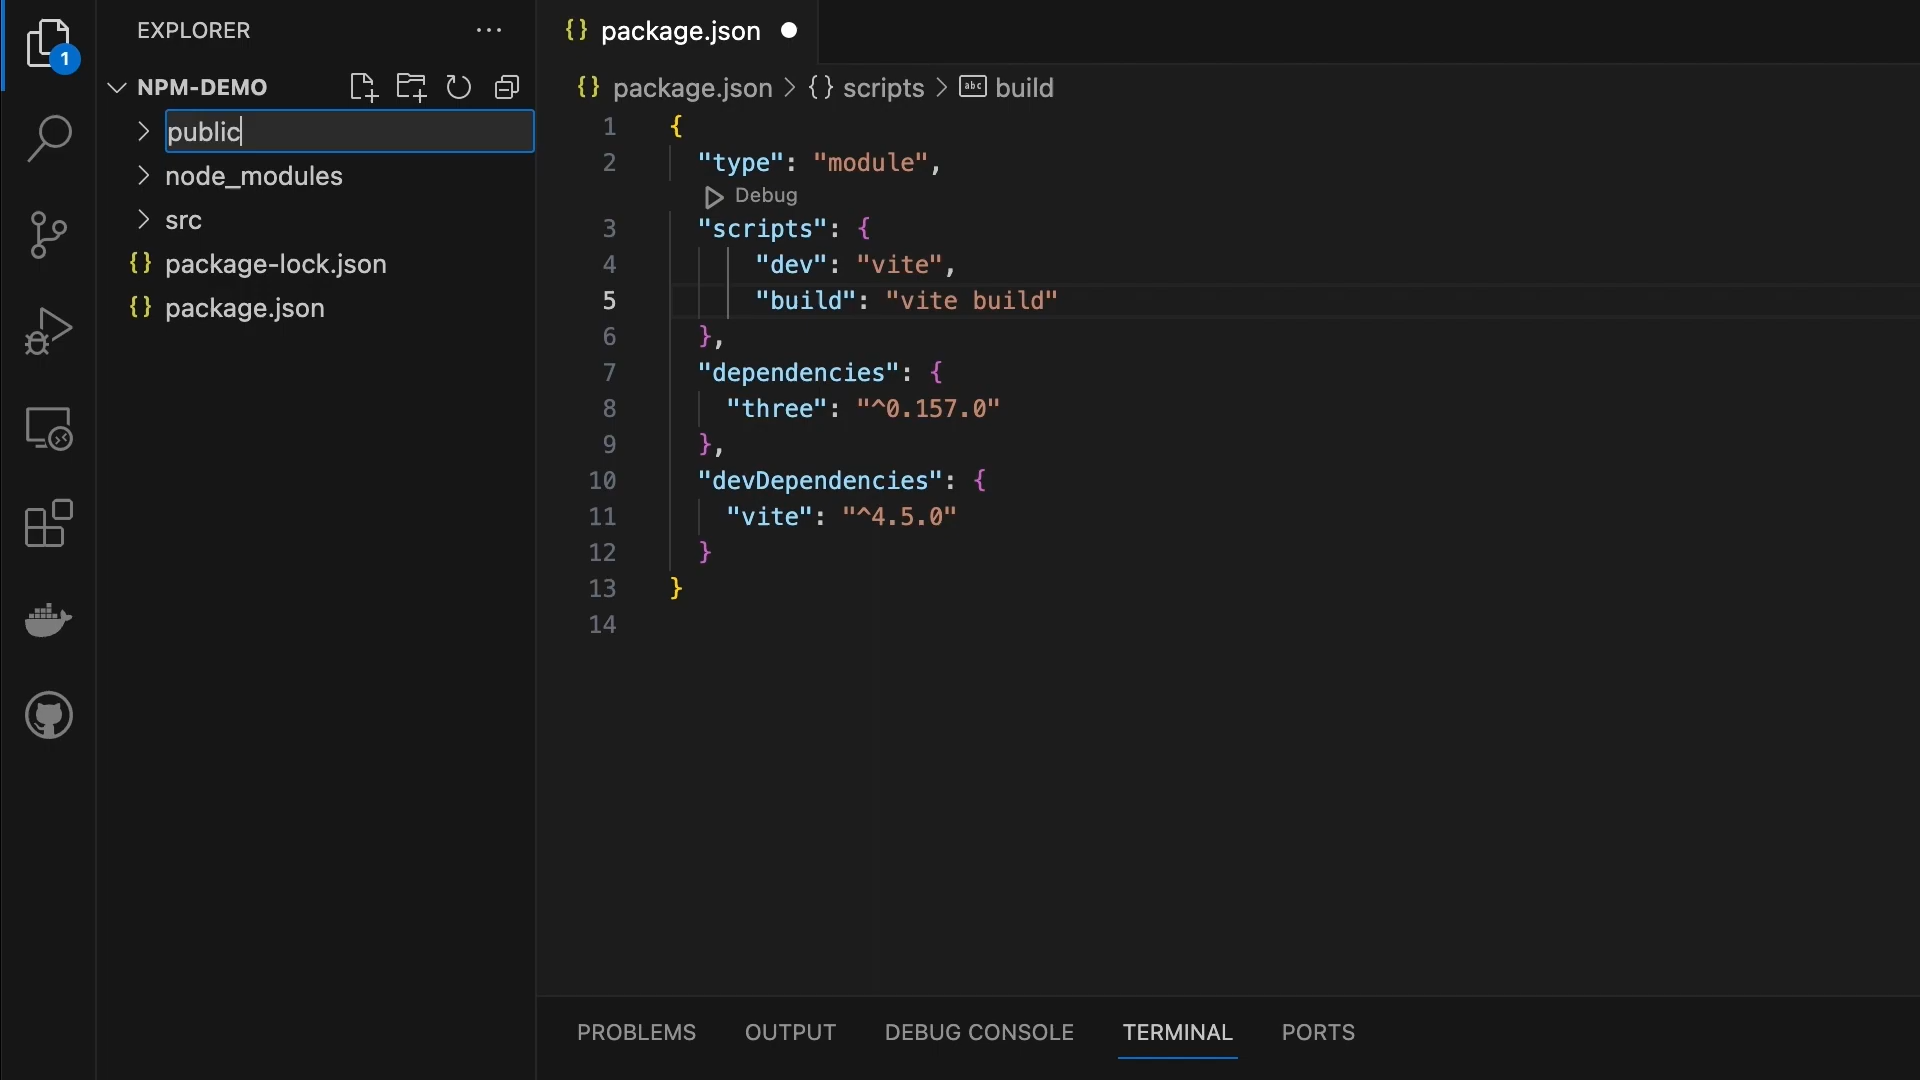 EXPLORER
1
NPM-DEMO
public
node_modules
src
{} package-lock.json
{} package.json
{} package.json
{} package.json > {} scripts > abc build
1 {
2 "type": "module",
Debug
3 "scripts": {
4 "dev": "vite",
5 "build": "vite build"
6 },
7 "dependencies": {
8 "three": "^0.157.0"
9 },
10 "devDependencies": {
11 "vite": "^4.5.0"
12 }
13 }
14
PROBLEMS OUTPUT DEBUG CONSOLE TERMINAL PORTS